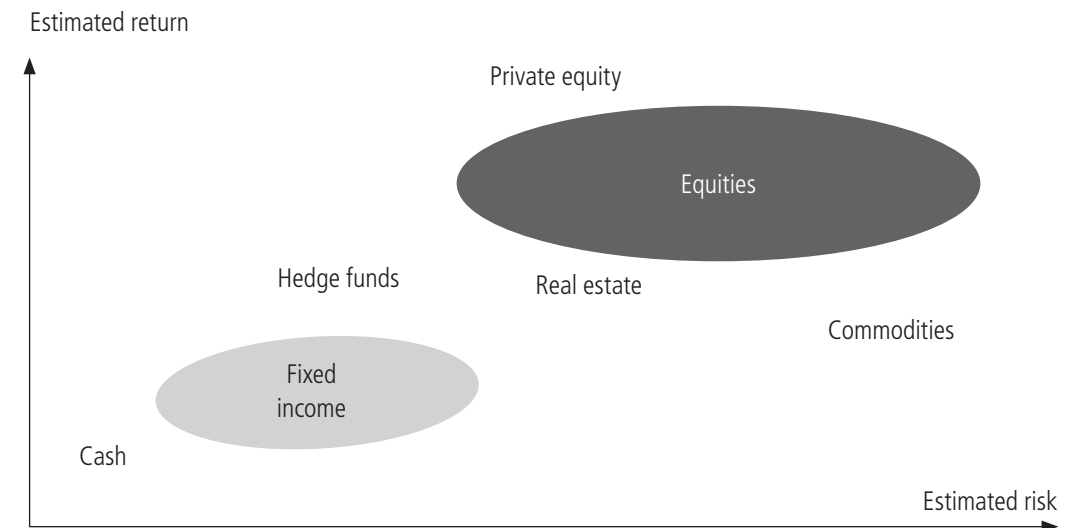 Estimated return
Private equity
Equities
Hedge funds
Real estate
Commodities
Fixed
income
Cash
Estimated risk